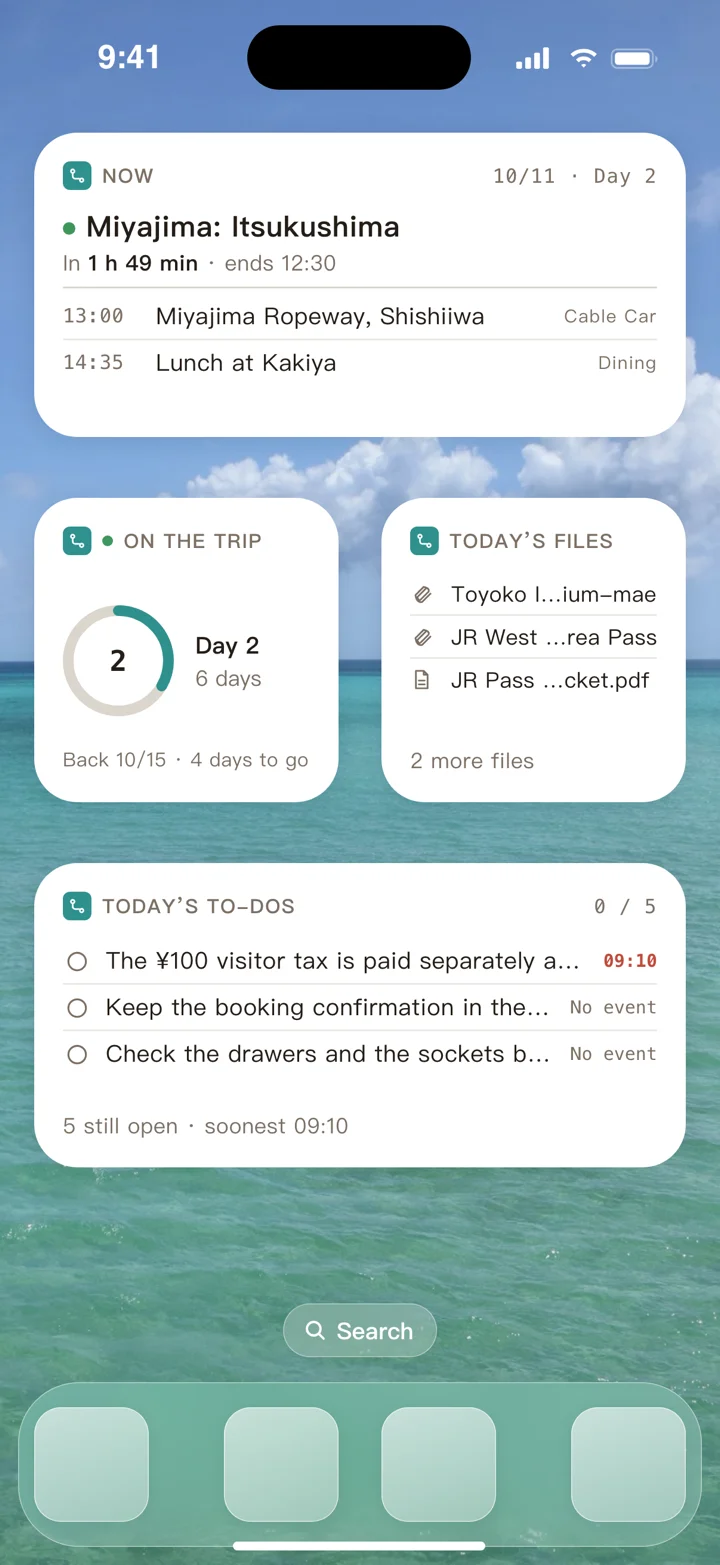 9:41
NOW
10/11 · Day 2
Miyajima: Itsukushima
In 1 h 49 min · ends 12:30
13:00 Miyajima Ropeway, Shishiiwa Cable Car
14:35 Lunch at Kakiya Dining
ON THE TRIP
2
Day 2
6 days
Back 10/15 · 4 days to go
TODAY’S FILES
Toyoko I…ium-mae
JR West …rea Pass
JR Pass …cket.pdf
2 more files
TODAY’S TO-DOS 0 / 5
The ¥100 visitor tax is paid separately a… 09:10
Keep the booking confirmation in the… No event
Check the drawers and the sockets b… No event
5 still open · soonest 09:10
Search